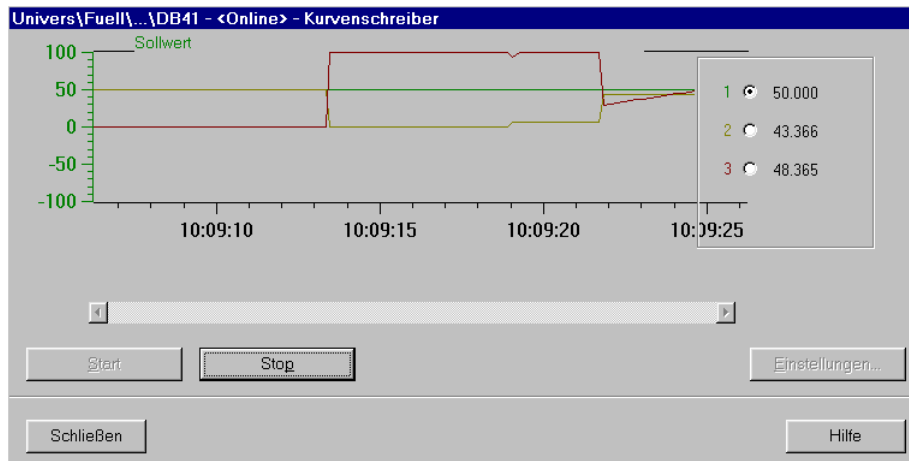 Univers\Fuell\...\DB41 - <Online> - Kurvenschreiber
Sollwert
100
50
0
-50
-100
10:09:10 10:09:15 10:09:20 10:09:25
1 50.000
2 43.366
3 48.365
Start Stop Einstellungen...
Schließen Hilfe